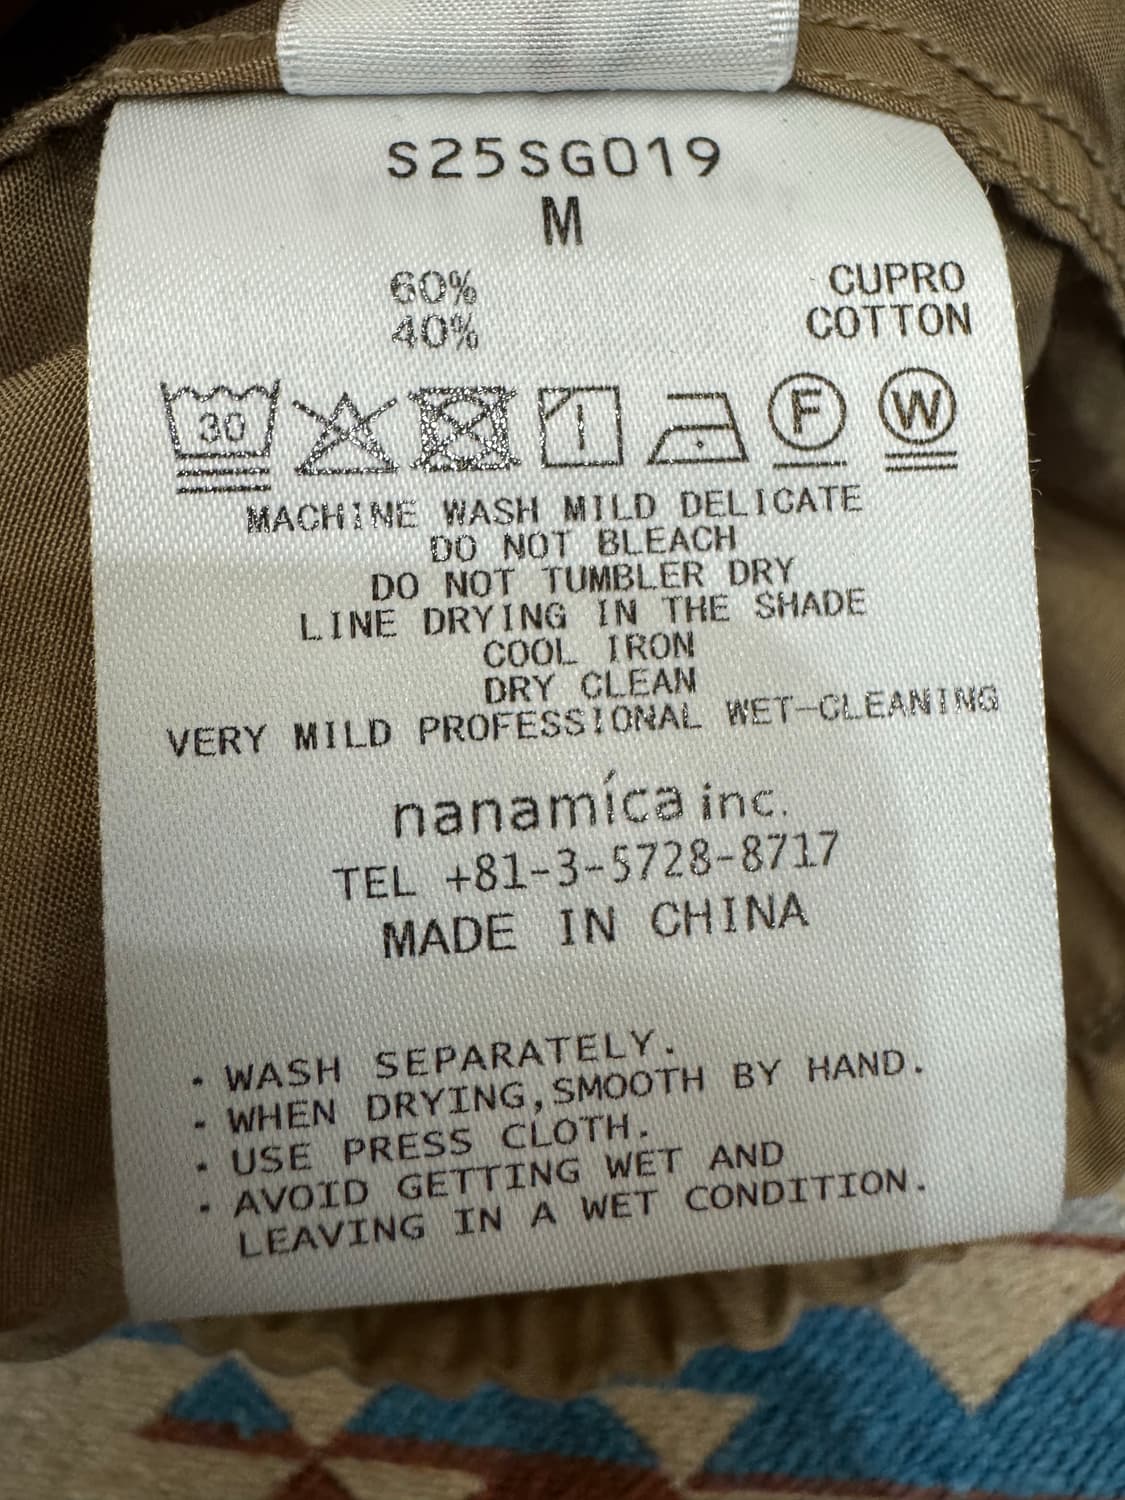 S25SG019
M
60% CUPRO
40% COTTON
30 F W
MACHINE WASH MILD DELICATE
DO NOT BLEACH
DO NOT TUMBLER DRY
LINE DRYING IN THE SHADE
COOL IRON
DRY CLEAN
VERY MILD PROFESSIONAL WET-CLEANING
nanamíca inc.
TEL +81-3-5728-8717
MADE IN CHINA
・WASH SEPARATELY.
・WHEN DRYING,SMOOTH BY HAND.
・USE PRESS CLOTH.
・AVOID GETTING WET AND
LEAVING IN A WET CONDITION.